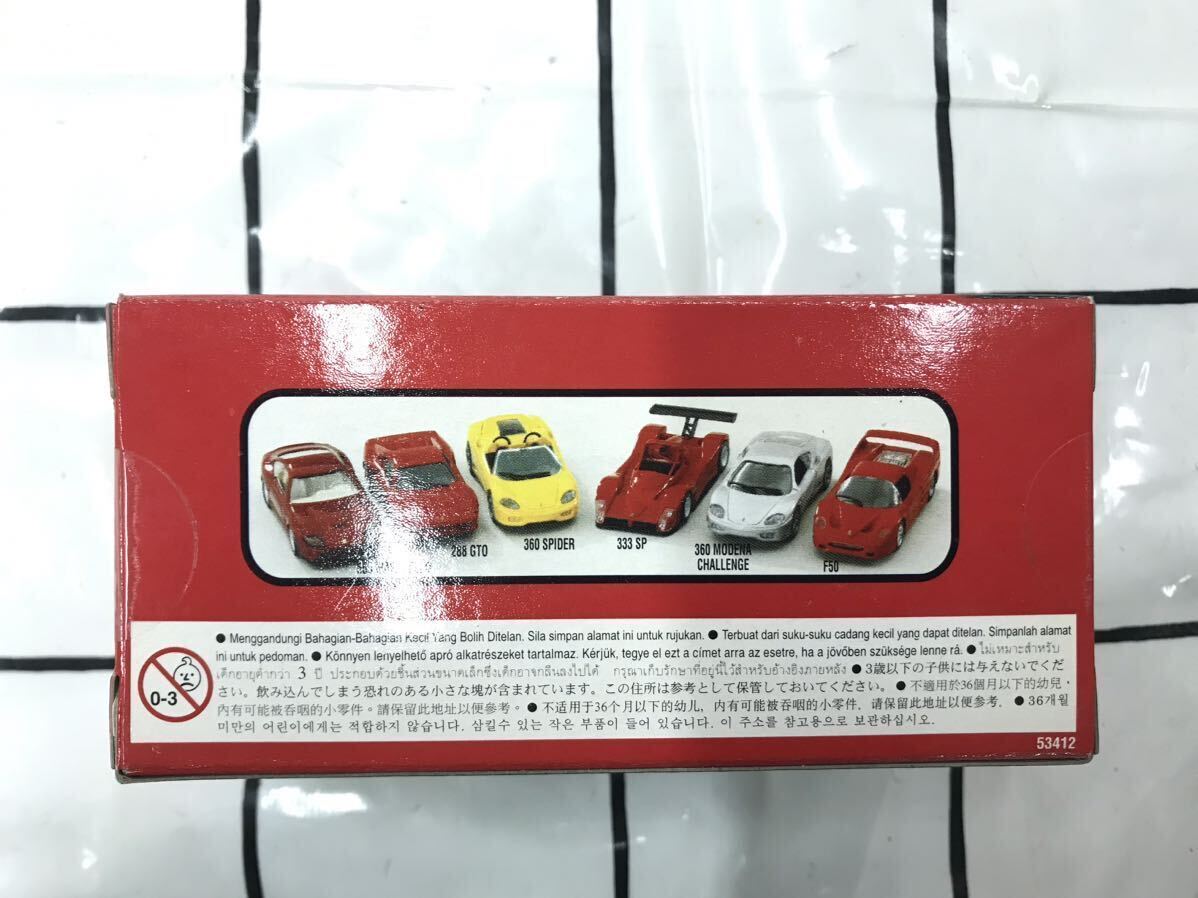 288 GTO
360 SPIDER
333 SP
360 MODENA
CHALLENGE
F50
● Menggandungi Bahagian-Bahagian Kecil Yang Bolih Ditelan. Sila simpan alamat ini untuk rujukan. ● Terbuat dari suku-suku cadang kecil yang dapat ditelan. Simpanlah alamat
ini untuk pedoman. ● Könnyen lenyelhető apró alkatrészeket tartalmaz. Kérjük, tegye el ezt a címet arra az esetre, ha a jövőben szüksége lenne rá. ● ไม่เหมาะสำหรับ
เด็กอายุต่ำกว่า 3 ปี ประกอบด้วยชิ้นส่วนขนาดเล็กซึ่งเด็กอาจกลืนลงไปได้ กรุณาเก็บรักษาที่อยู่นี้ไว้สำหรับอ้างอิงภายหลัง ● 3歳以下の子供には与えないでくだ
さい。飲み込んでしまう恐れのある小さな塊が含まれています。この住所は参考として保管しておいてください。 ● 不適用於36個月以下的幼兒，
內有可能被吞咽的小零件。請保留此地址以便參考。 ● 不适用于36个月以下的幼儿，内有可能被吞咽的小零件，请保留此地址以便参考． ● 36개월
미만의 어린이에게는 적합하지 않습니다. 삼킬수 있는 작은 부품이 들어 있습니다. 이 주소를 참고용으로 보관하십시오.
0-3
53412